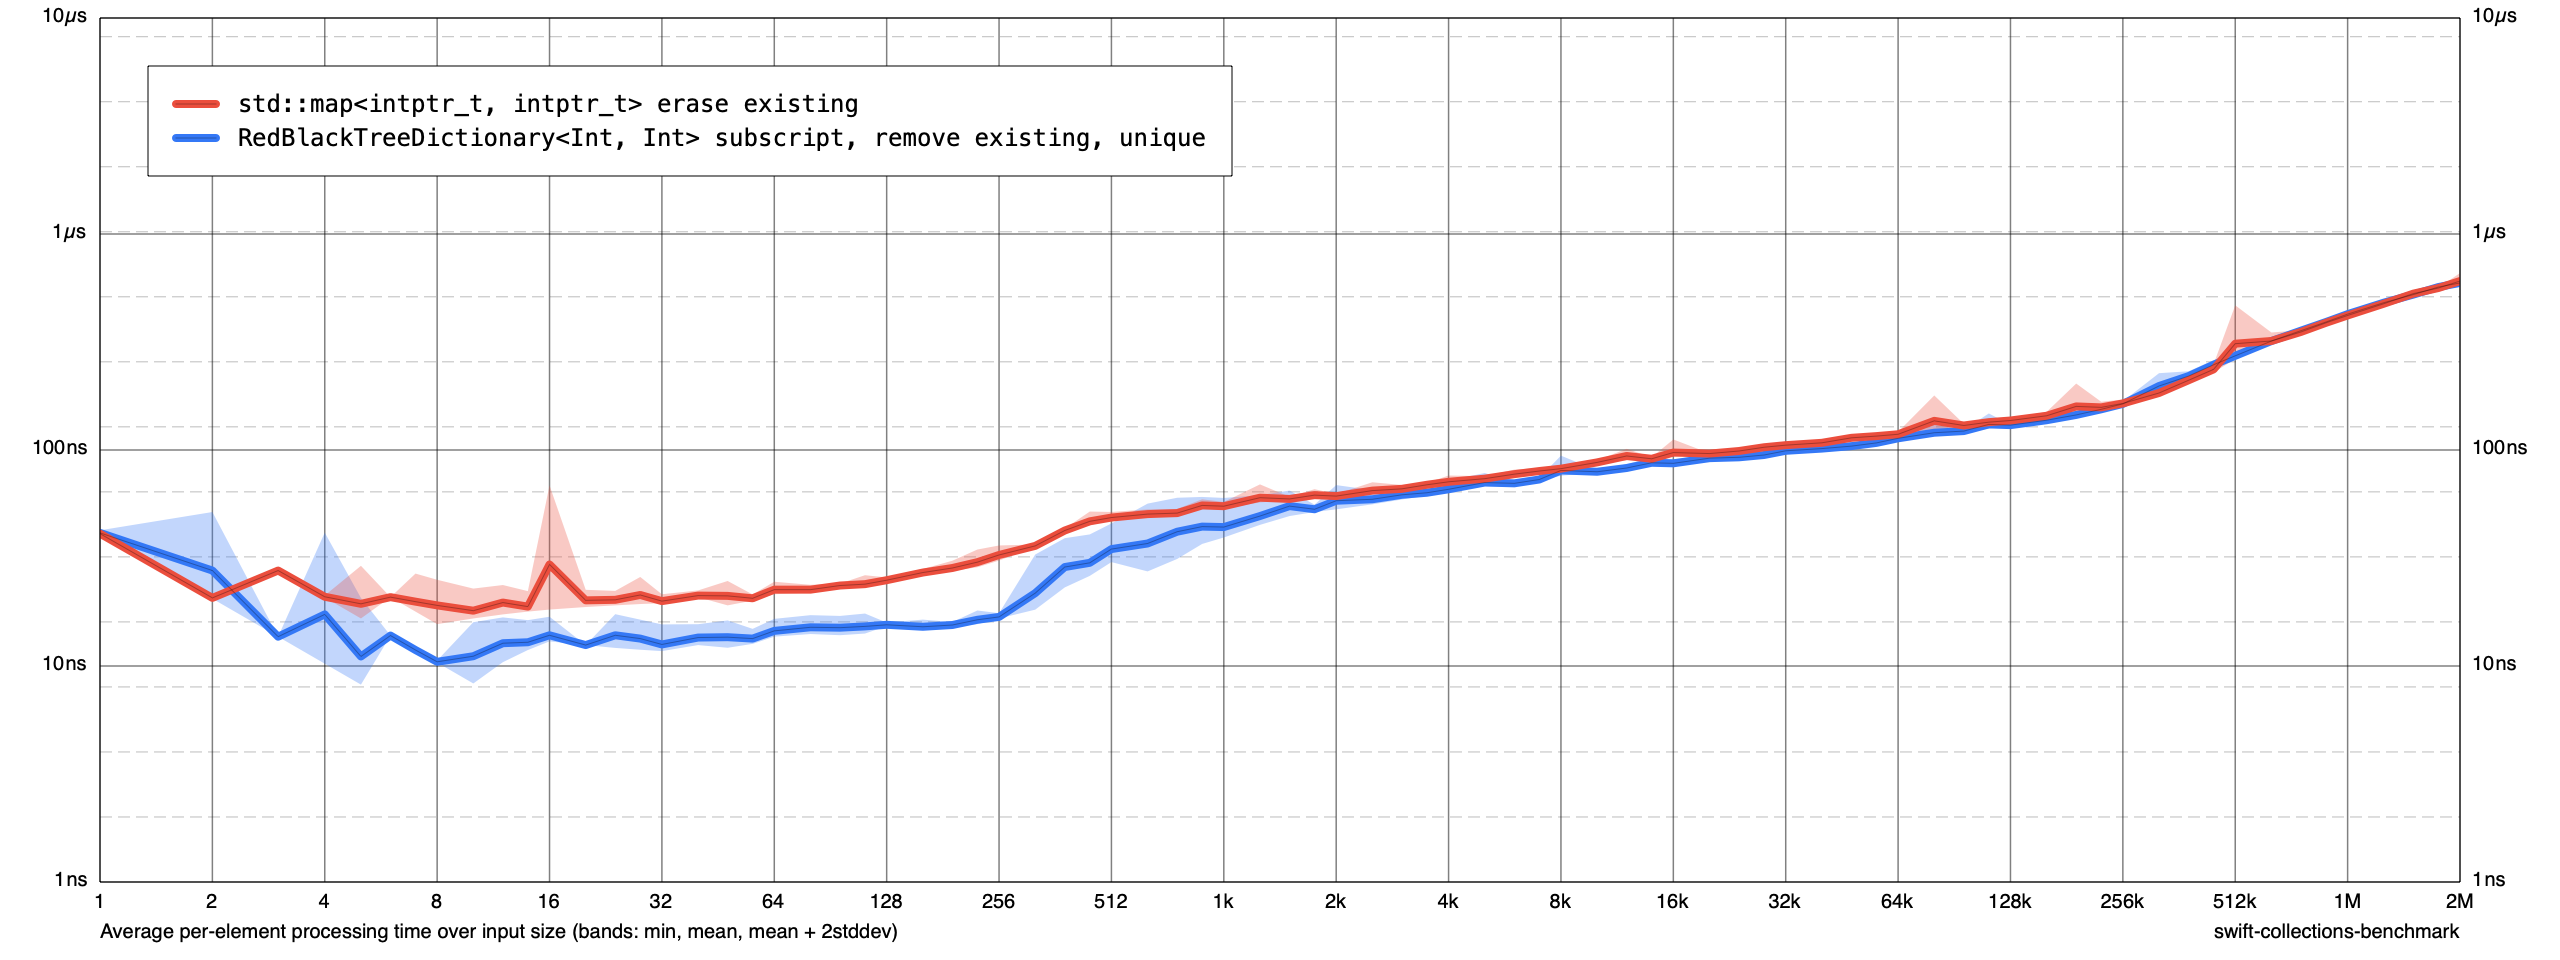 10µs
10µs
std::map<intptr_t, intptr_t> erase existing
RedBlackTreeDictionary<Int, Int> subscript, remove existing, unique
1µs
1µs
100ns
100ns
10ns
10ns
1ns
1ns
1 2 4 8 16 32 64 128 256 512 1k 2k 4k 8k 16k 32k 64k 128k 256k 512k 1M 2M
Average per-element processing time over input size (bands: min, mean, mean + 2stddev)
swift-collections-benchmark